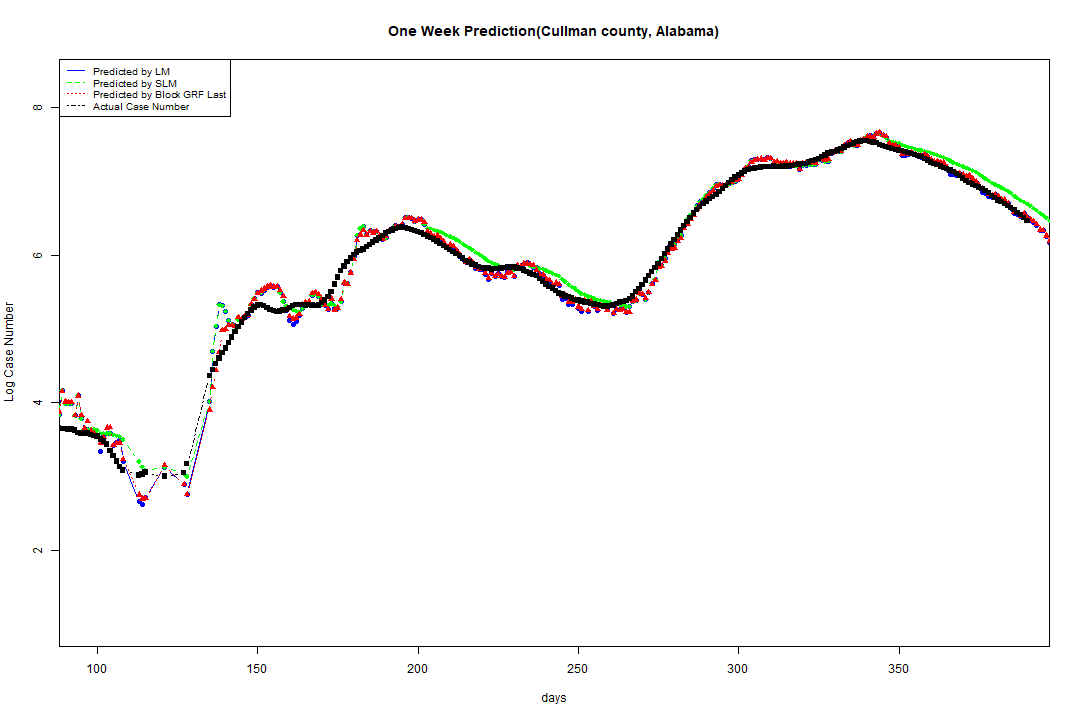 One Week Prediction(Cullman county, Alabama)
Predicted by LM
Predicted by SLM
Predicted by Block GRF Last
Actual Case Number
8
6
4
2
Log Case Number
100 150 200 250 300 350
days